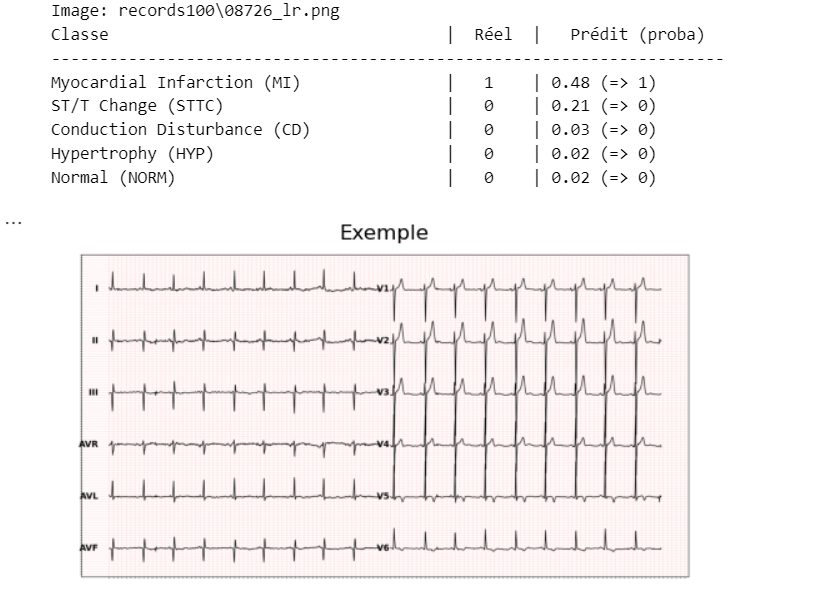 Image: records100\08726_lr.png
Classe | Réel | Prédit (proba)
----------------------------------------------------------------------
Myocardial Infarction (MI) | 1 | 0.48 (=> 1)
ST/T Change (STTC) | 0 | 0.21 (=> 0)
Conduction Disturbance (CD) | 0 | 0.03 (=> 0)
Hypertrophy (HYP) | 0 | 0.02 (=> 0)
Normal (NORM) | 0 | 0.02 (=> 0)
...
Exemple
I V1
II V2
III V3
AVR V4
AVL V5
AVF V6